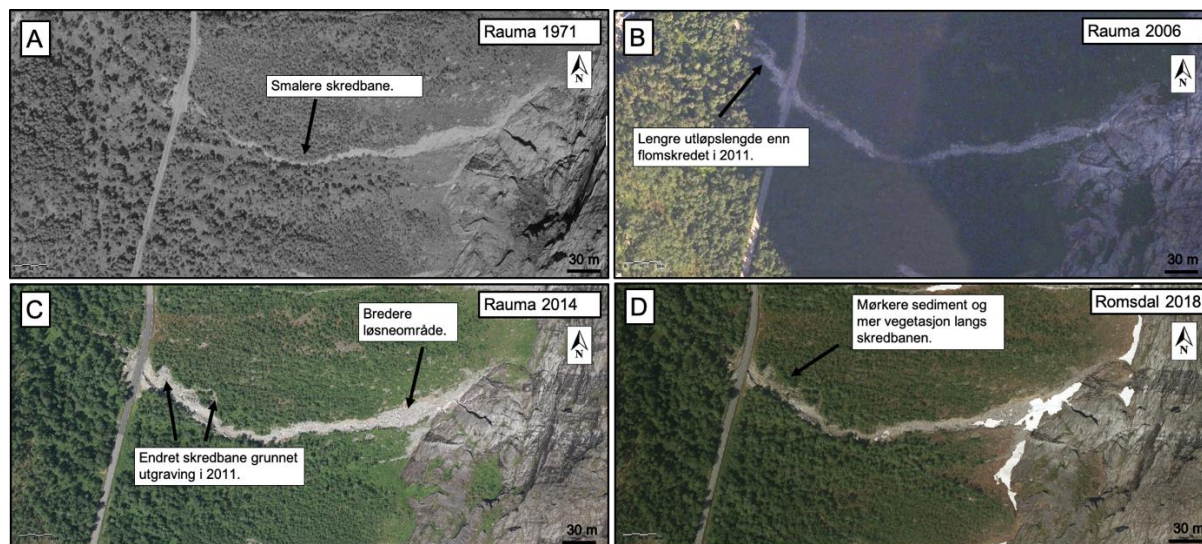 A
Rauma 1971
N
Smalere skredbane.
30 m
B
Rauma 2006
N
Lengre utløpslengde enn
flomskredet i 2011.
30 m
C
Rauma 2014
N
Bredere
løsneområde.
Endret skredbane grunnet
utgraving i 2011.
30 m
D
Romsdal 2018
N
Mørkere sediment og
mer vegetasjon langs
skredbanen.
30 m